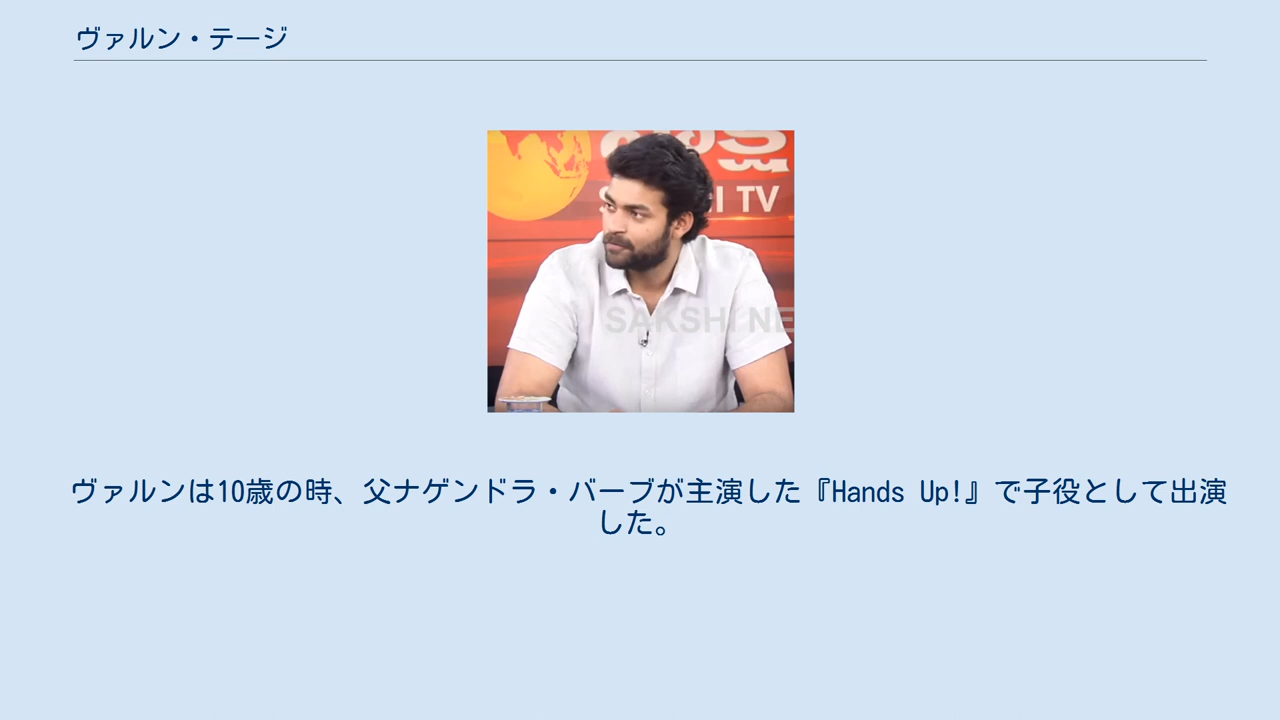 ヴァルン・テージ
TV
SAKSHI NE
ヴァルンは10歳の時、父ナゲンドラ・バーブが主演した『Hands Up!』で子役として出演
した。